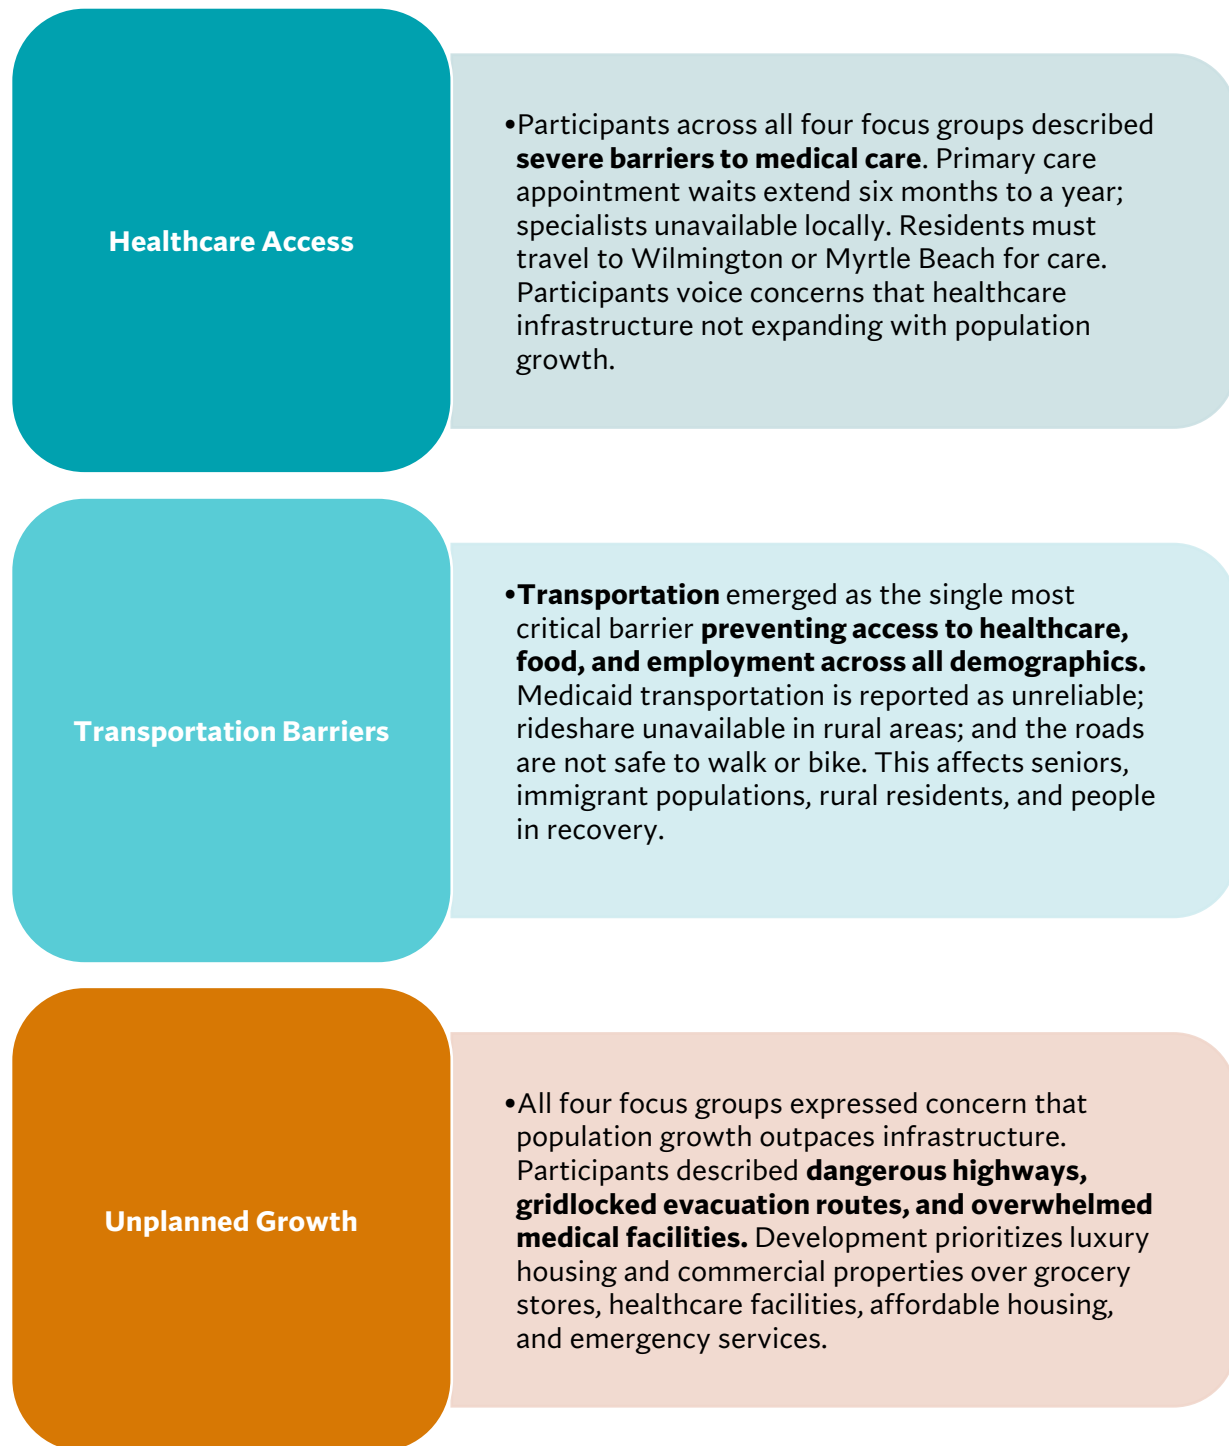 Healthcare Access
•Participants across all four focus groups described
severe barriers to medical care. Primary care
appointment waits extend six months to a year;
specialists unavailable locally. Residents must
travel to Wilmington or Myrtle Beach for care.
Participants voice concerns that healthcare
infrastructure not expanding with population
growth.
Transportation Barriers
•Transportation emerged as the single most
critical barrier preventing access to healthcare,
food, and employment across all demographics.
Medicaid transportation is reported as unreliable;
rideshare unavailable in rural areas; and the roads
are not safe to walk or bike. This affects seniors,
immigrant populations, rural residents, and people
in recovery.
Unplanned Growth
•All four focus groups expressed concern that
population growth outpaces infrastructure.
Participants described dangerous highways,
gridlocked evacuation routes, and overwhelmed
medical facilities. Development prioritizes luxury
housing and commercial properties over grocery
stores, healthcare facilities, affordable housing,
and emergency services.